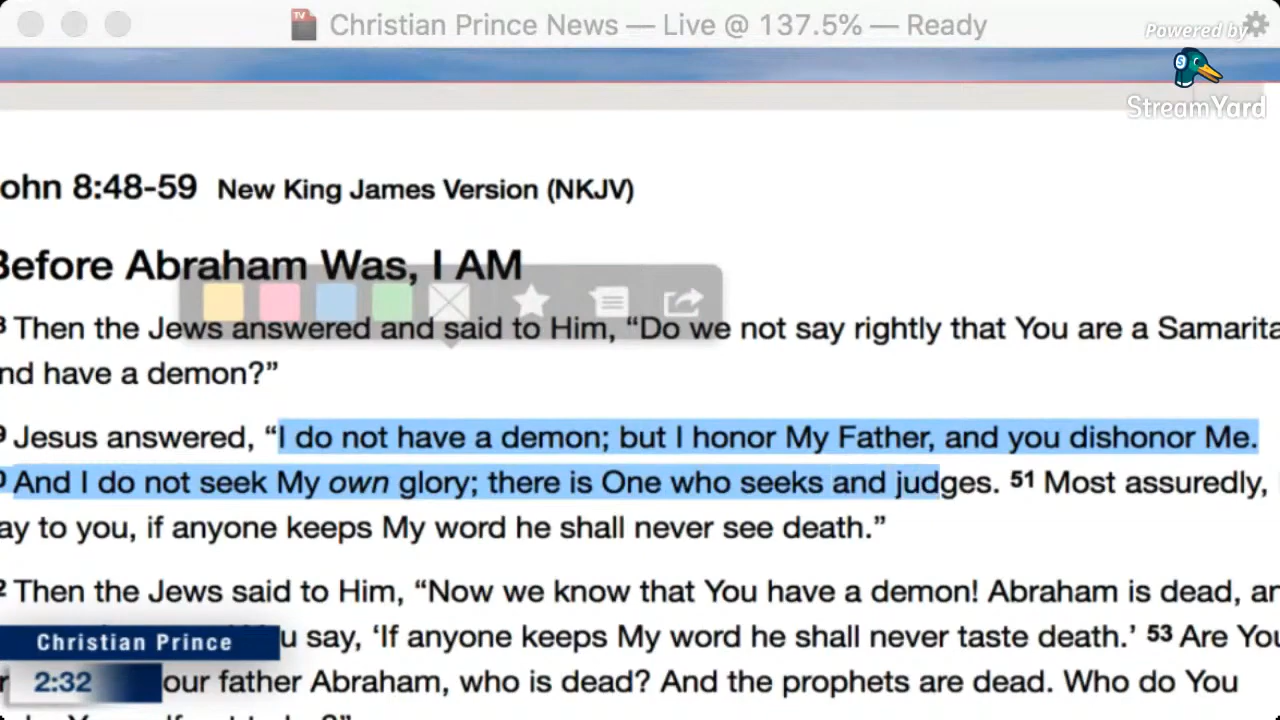 TV
Christian Prince News — Live @ 137.5% — Ready
Powered by
StreamYard
ohn 8:48-59 New King James Version (NKJV)
Before Abraham Was, I AM
8 Then the Jews answered and said to Him, “Do we not say rightly that You are a Samarita
nd have a demon?”
9 Jesus answered, “I do not have a demon; but I honor My Father, and you dishonor Me.
0 And I do not seek My own glory; there is One who seeks and judges. 51 Most assuredly, I
ay to you, if anyone keeps My word he shall never see death.”
2 Then the Jews said to Him, “Now we know that You have a demon! Abraham is dead, an
u say, ‘If anyone keeps My word he shall never taste death.’ 53 Are You
our father Abraham, who is dead? And the prophets are dead. Who do You
Christian Prince
2:32